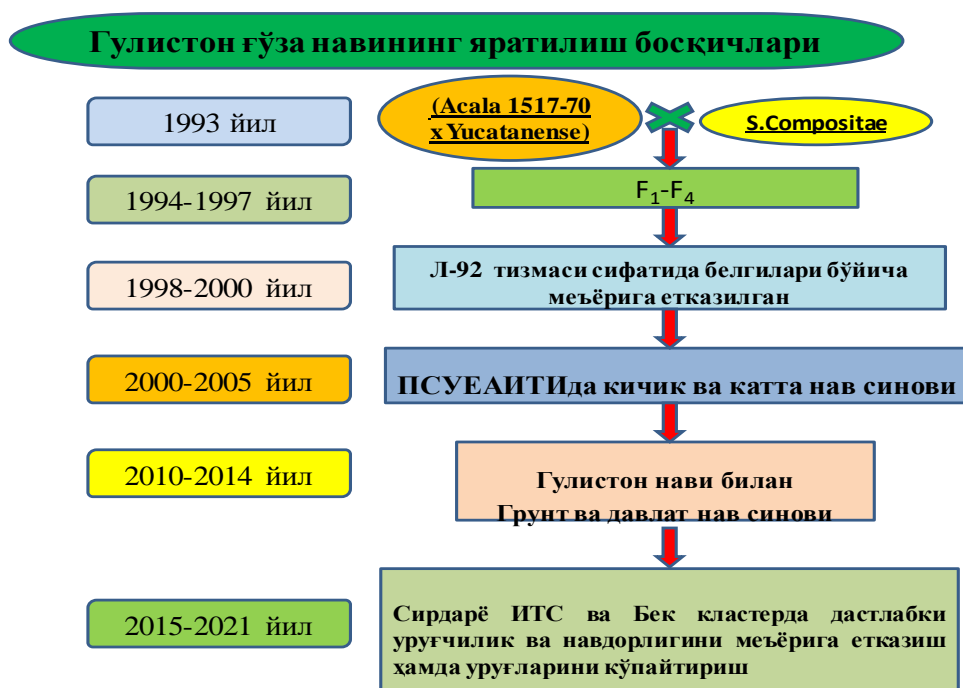 Гулистон ғўза навининг яратилиш босқичлари
1993 йил
(Acala 1517-70
x Yucatanense)
S.Compositae
1994-1997 йил
F₁-F₄
1998-2000 йил
Л-92 тизмаси сифатида белгилари бўйича
меъёрига етказилган
2000-2005 йил
ПСУЕАИТИда кичик ва катта нав синови
2010-2014 йил
Гулистон нави билан
Грунт ва давлат нав синови
2015-2021 йил
Сирдарё ИТС ва Бек кластерда дастлабки
уруғчилик ва навдорлигини меъёрига етказиш
ҳамда уруғларини кўпайтириш